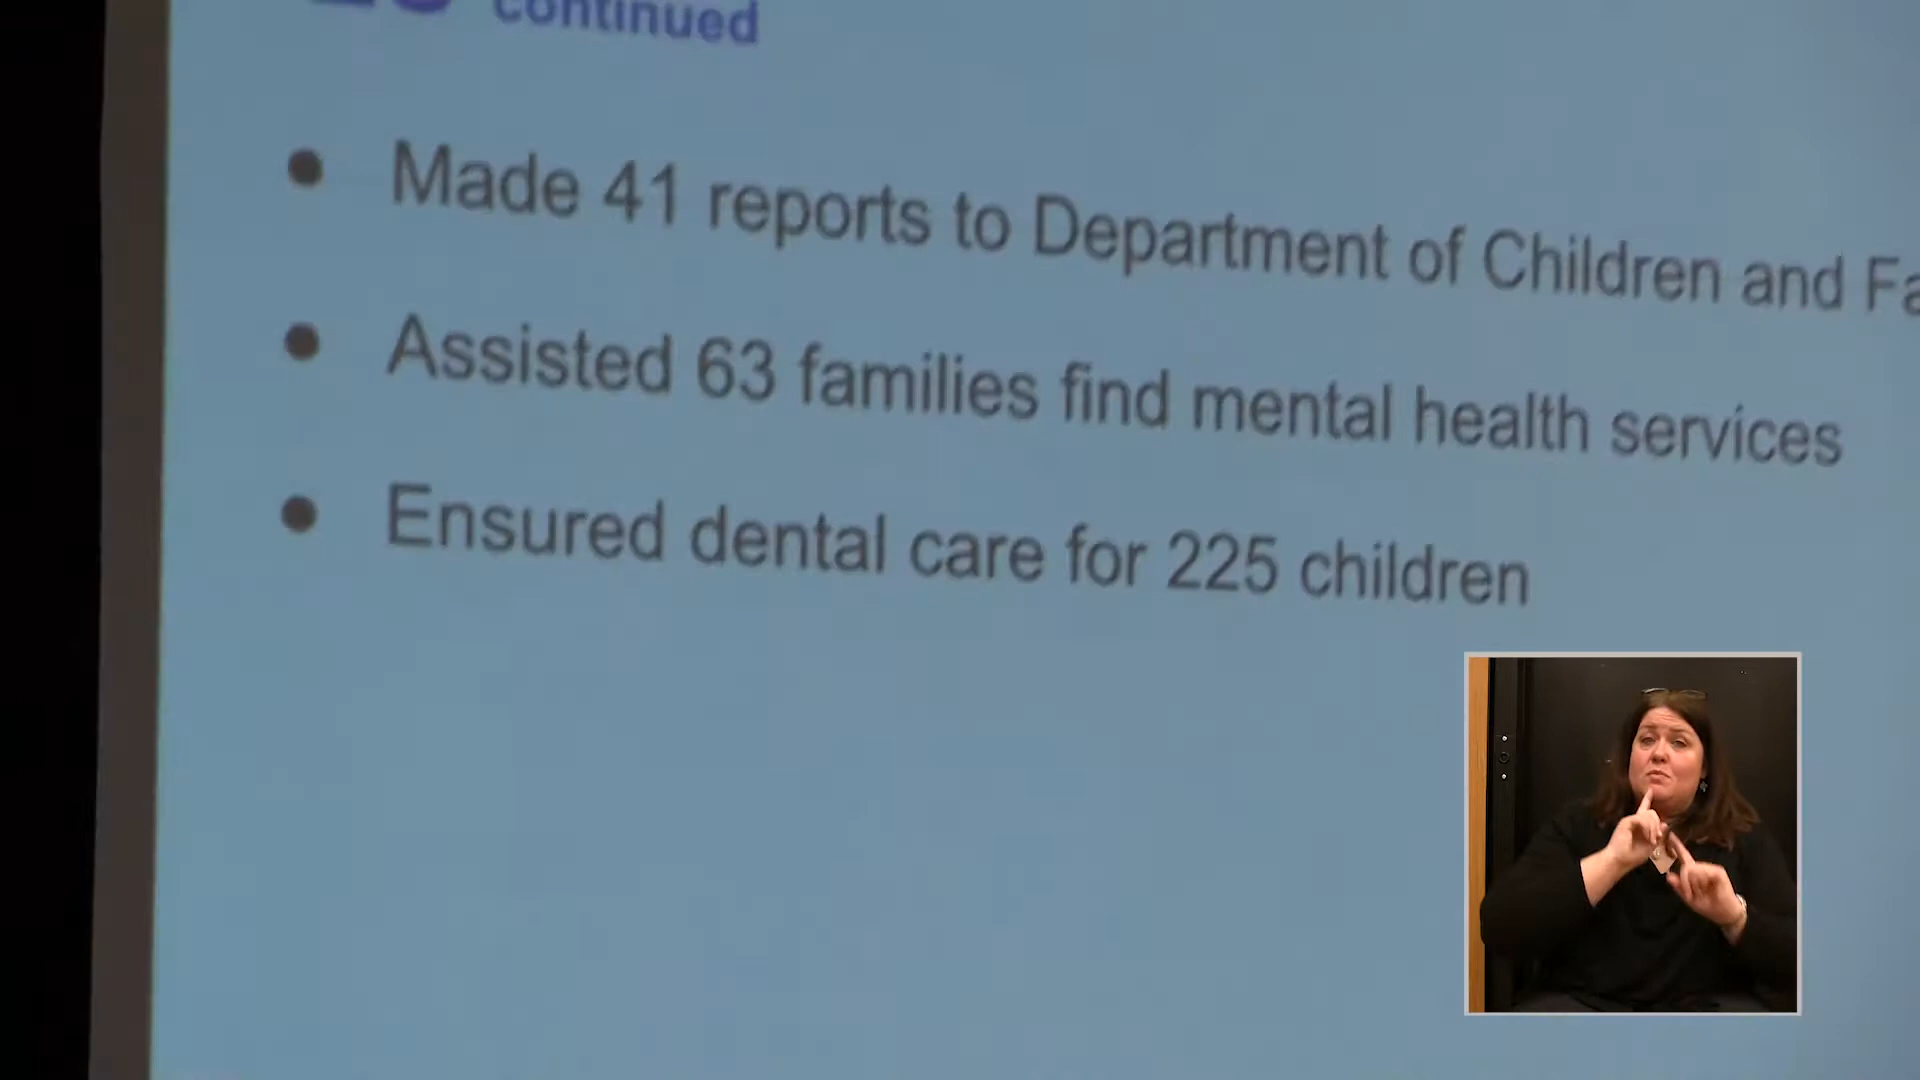 continued
• Made 41 reports to Department of Children and
• Assisted 63 families find mental health services
• Ensured dental care for 225 children